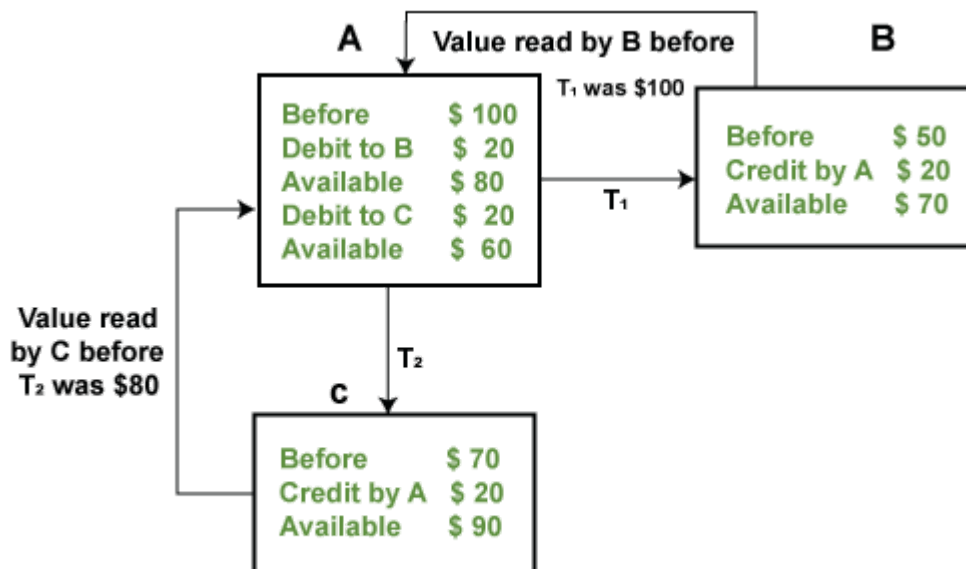 A
Value read by B before
B
T₁ was $100
Before $ 100
Debit to B $ 20
Available $ 80
Debit to C $ 20
Available $ 60
T₁
Before $ 50
Credit by A $ 20
Available $ 70
Value read
by C before
T₂ was $80
T₂
c
Before $ 70
Credit by A $ 20
Available $ 90